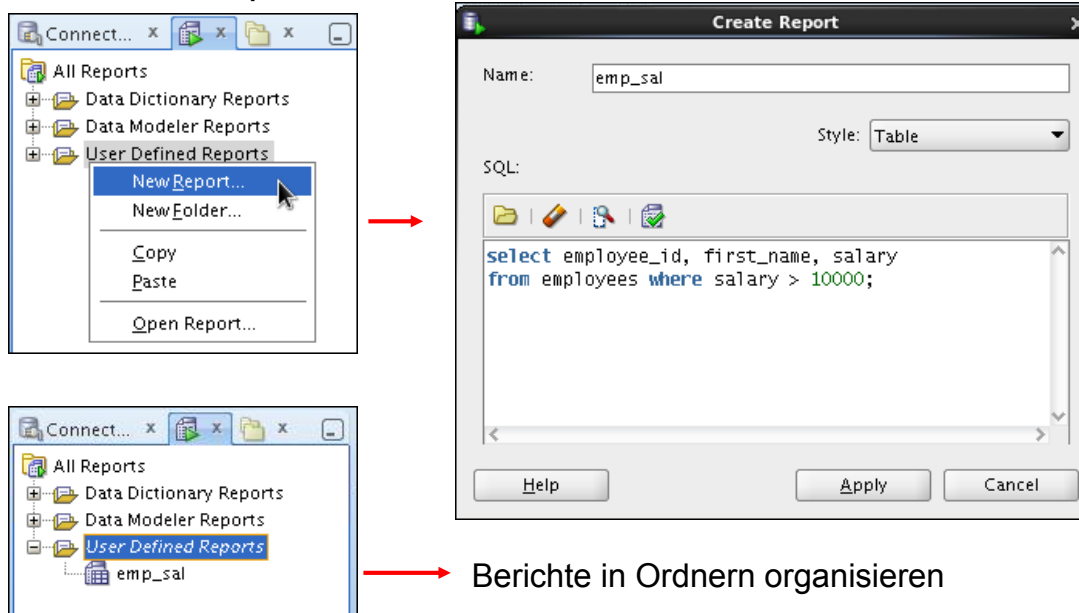 Connect...
All Reports
Data Dictionary Reports
Data Modeler Reports
User Defined Reports
New Report...
New Folder...
Copy
Paste
Open Report...
Create Report
Name: emp_sal
Style: Table
SQL:
select employee_id, first_name, salary
from employees where salary > 10000;
Help Apply Cancel
Connect...
All Reports
Data Dictionary Reports
Data Modeler Reports
User Defined Reports
emp_sal
Berichte in Ordnern organisieren